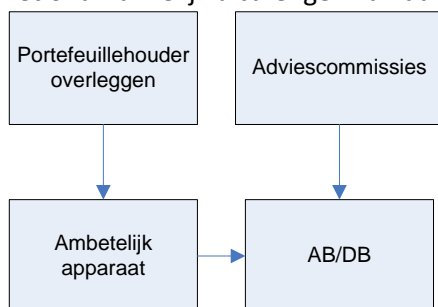 Portefeuillehouder
overleggen
Adviescommissies
Ambetelijk
apparaat
AB/DB